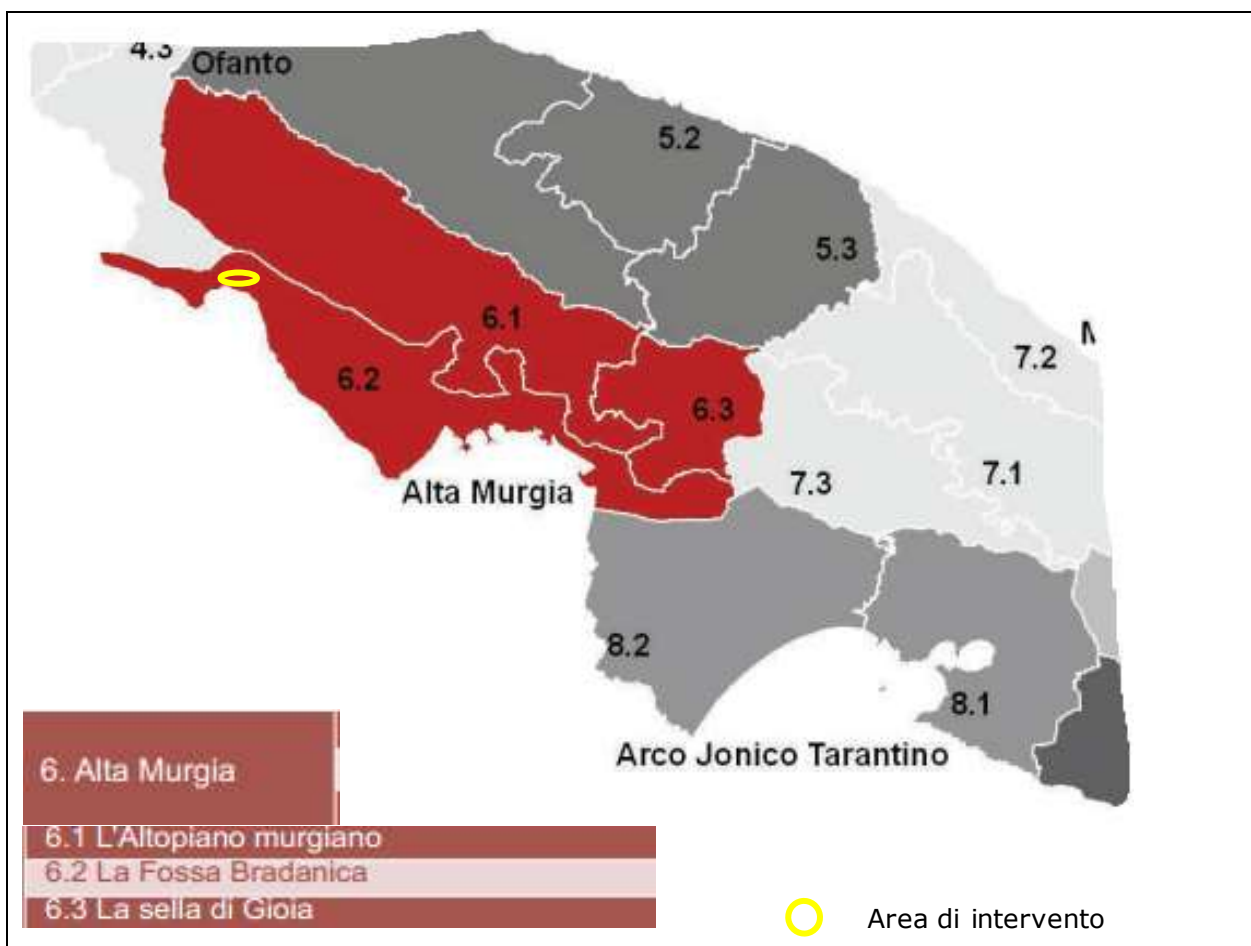 4.3
Ofanto
5.2
5.3
6.1
7.2
6.2
6.3
7.3
7.1
Alta Murgia
8.2
8.1
Arco Jonico Tarantino
6. Alta Murgia
6.1 L'Altopiano murgiano
6.2 La Fossa Bradanica
6.3 La sella di Gioia
Area di intervento